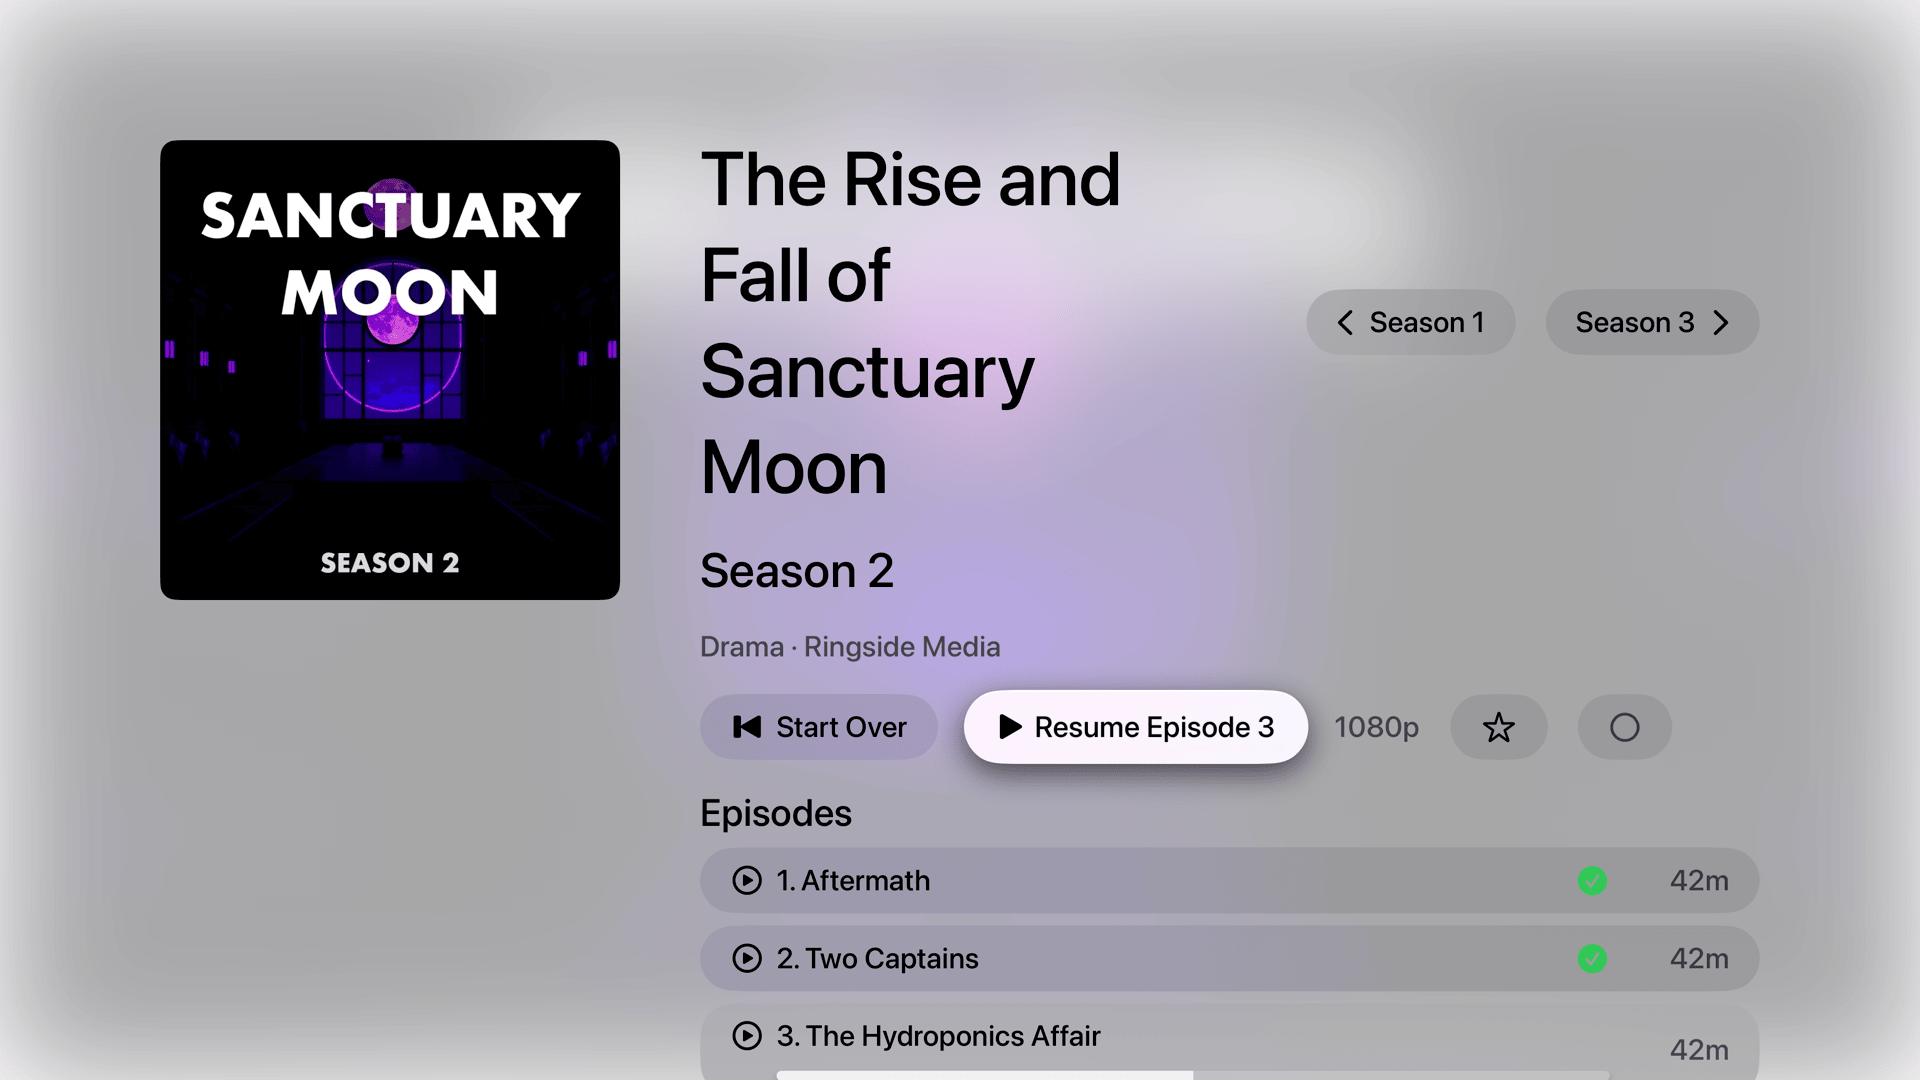 SANCTUARY
MOON
SEASON 2
The Rise and
Fall of
Sanctuary
Moon
Season 1
Season 3
Season 2
Drama · Ringside Media
Start Over
Resume Episode 3
1080p
Episodes
1. Aftermath
42m
2. Two Captains
42m
3. The Hydroponics Affair
42m